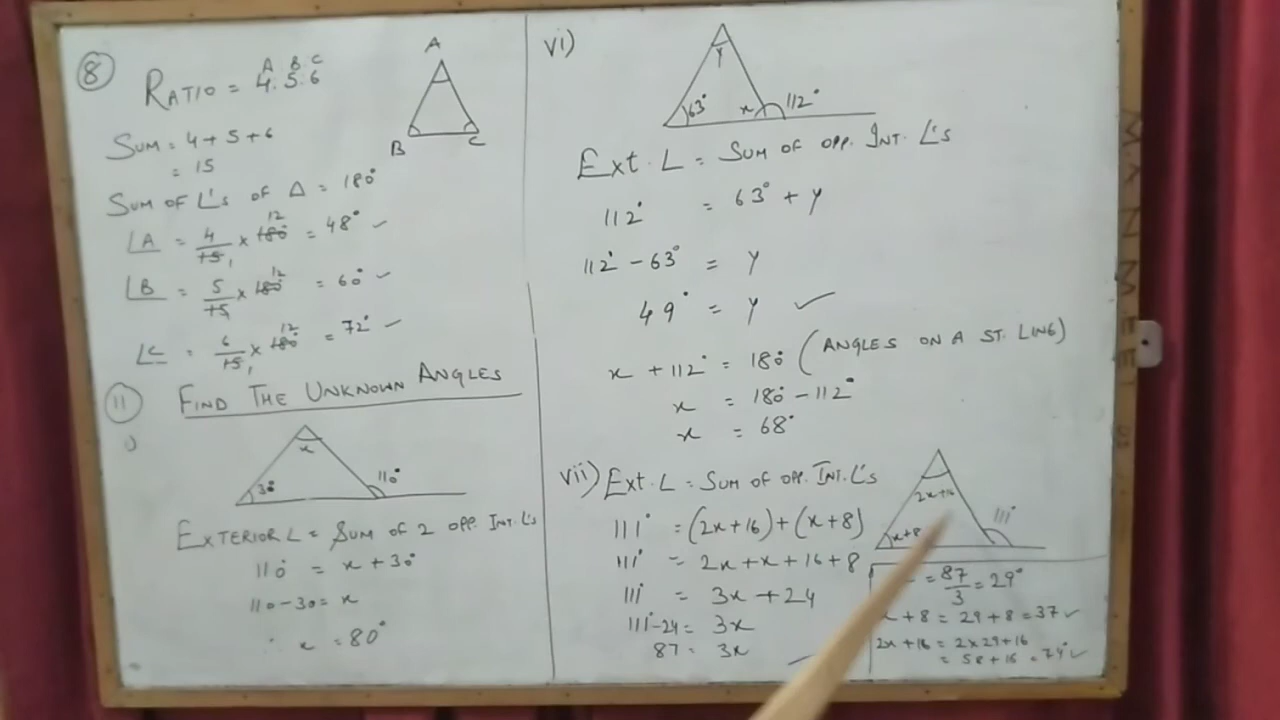 8
RATIO = 4:5:6
A B C
SUM = 4+5+6
= 15
SUM OF L's OF Δ = 180°
∠A = 4/15 × 180° = 48° ✓
12
∠B = 5/15 × 180° = 60° ✓
12
∠C = 6/15 × 180° = 72° ✓
12
A
B
C
11
FIND THE UNKNOWN ANGLES
i)
x
30°
110°
EXTERIOR L = SUM OF 2 OPP. INT. L's
110° = x + 30°
110 - 30 = x
x = 80°
vi)
y
63°
x
112°
EXT. L = SUM OF OPP. INT. L's
112° = 63° + y
112° - 63° = y
49° = y ✓
x + 112° = 180° (ANGLES ON A ST. LINE)
x = 180° - 112°
x = 68°
vii) EXT. L = SUM OF OPP. INT. L's
111° = (2x+16) + (x+8)
111° = 2x + x + 16 + 8
111° = 3x + 24
111° - 24 = 3x
87 = 3x
2x+16
x+8
111°
= 87/3 = 29°
x + 8 = 29 + 8 = 37 ✓
2x + 16 = 2×29+16
= 58 + 16 = 74° ✓